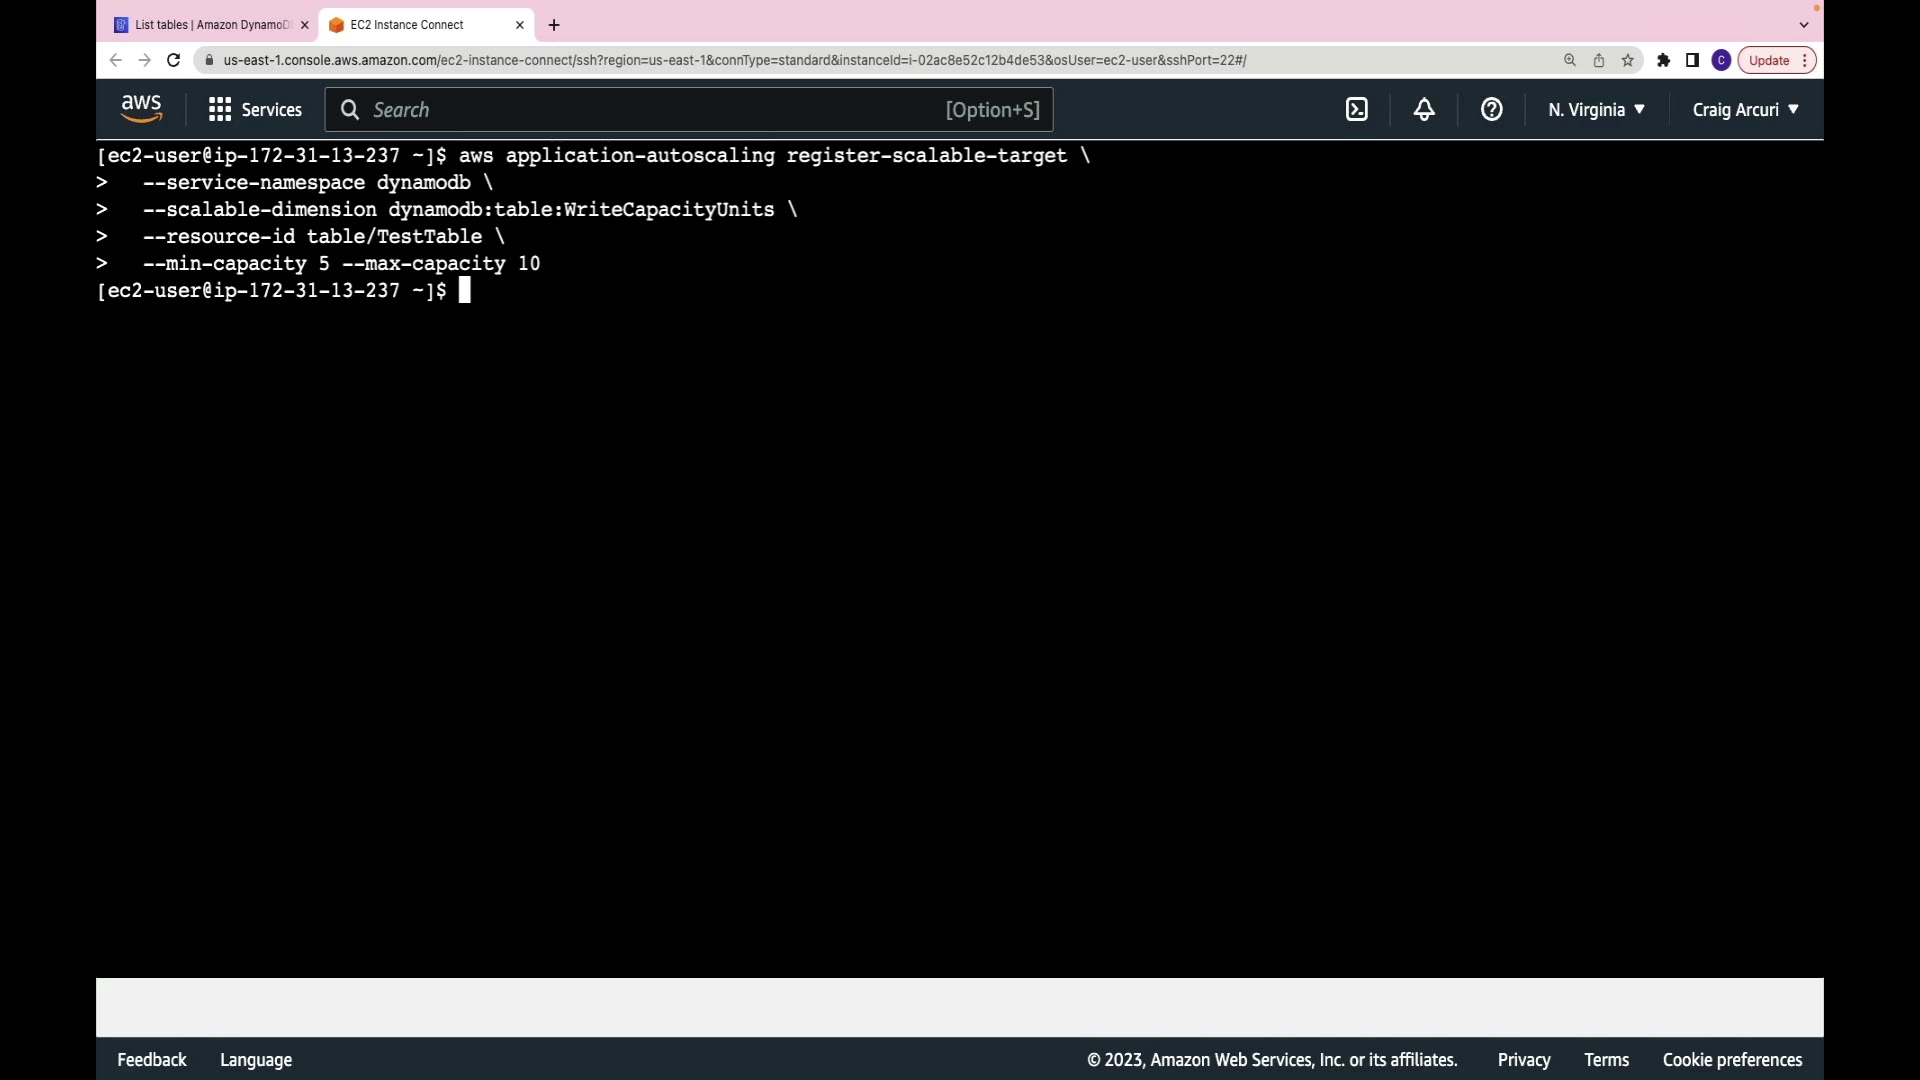 List tables | Amazon DynamoD
EC2 Instance Connect
us-east-1.console.aws.amazon.com/ec2-instance-connect/ssh?region=us-east-1&connType=standard&instanceId=i-02ac8e52c12b4de53&osUser=ec2-user&sshPort=22#/
C
Update
aws
Services
Search
[Option+S]
N. Virginia
Craig Arcuri
[ec2-user@ip-172-31-13-237 ~]$ aws application-autoscaling register-scalable-target \
>   --service-namespace dynamodb \
>   --scalable-dimension dynamodb:table:WriteCapacityUnits \
>   --resource-id table/TestTable \
>   --min-capacity 5 --max-capacity 10
[ec2-user@ip-172-31-13-237 ~]$
Feedback
Language
© 2023, Amazon Web Services, Inc. or its affiliates.
Privacy
Terms
Cookie preferences